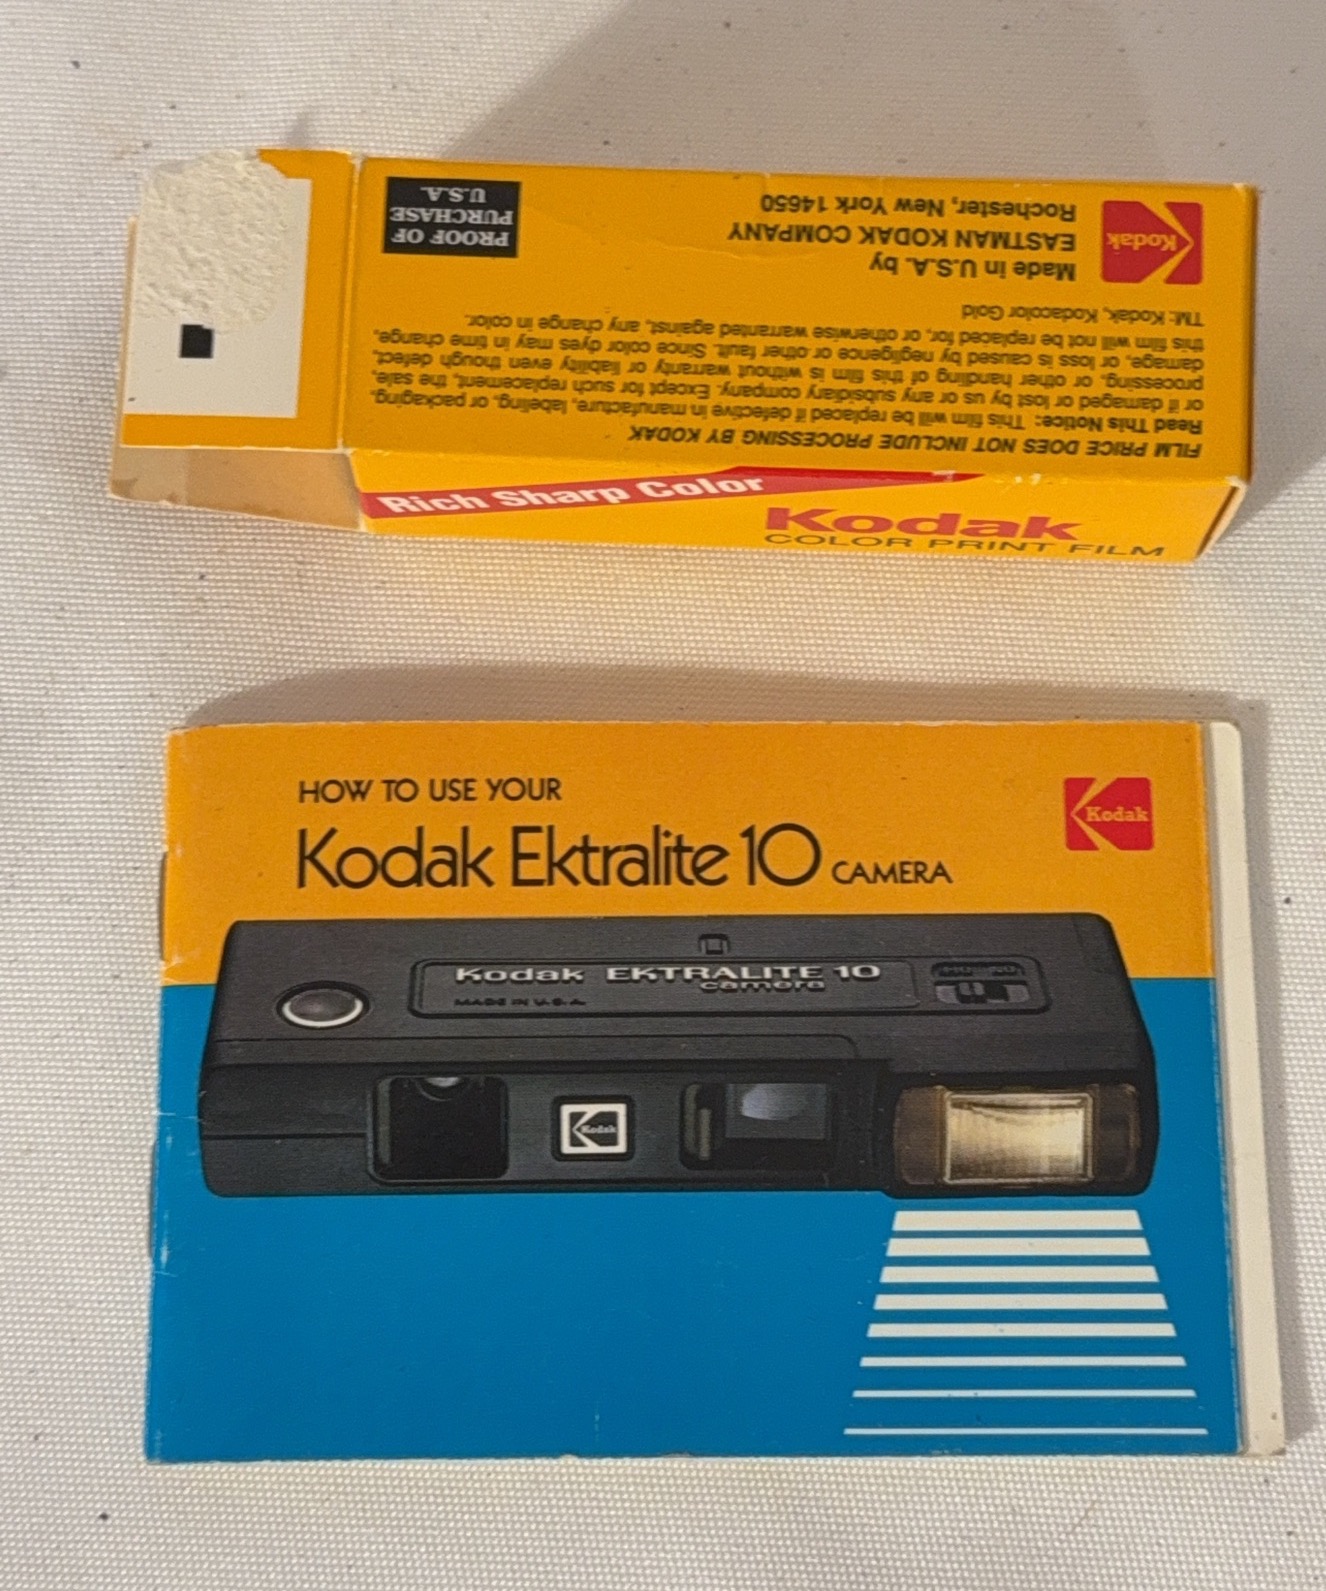 PROOF OF
PURCHASE
U.S.A.
Kodak
Made in U.S.A. by
EASTMAN KODAK COMPANY
Rochester, New York 14650
FILM PRICE DOES NOT INCLUDE PROCESSING BY KODAK
Read This Notice: This film will be replaced if defective in manufacture, labeling, or packaging,
or if damaged or lost by us or any subsidiary company. Except for such replacement, the sale,
processing, or other handling of this film is without warranty or liability even though defect,
damage, or loss is caused by negligence or other fault. Since color dyes may in time change,
this film will not be replaced for, or otherwise warranted against, any change in color.
TM: Kodak, Kodacolor Gold
Rich Sharp Color
Kodak
COLOR PRINT FILM
HOW TO USE YOUR
Kodak Ektralite 10 CAMERA
Kodak
Kodak EKTRALITE 10
camera
MADE IN U.S.A.
Kodak